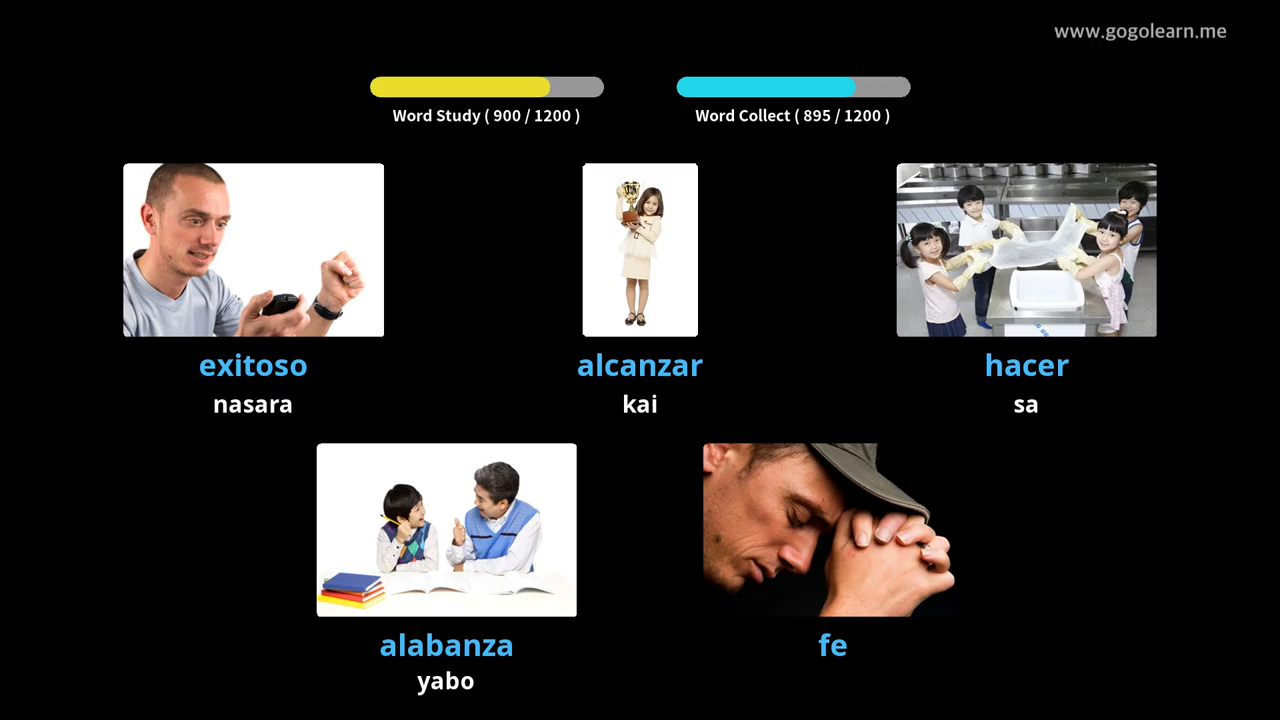 www.gogolearn.me
Word Study ( 900 / 1200 )
Word Collect ( 895 / 1200 )
exitoso
nasara
alcanzar
kai
hacer
sa
alabanza
yabo
fe